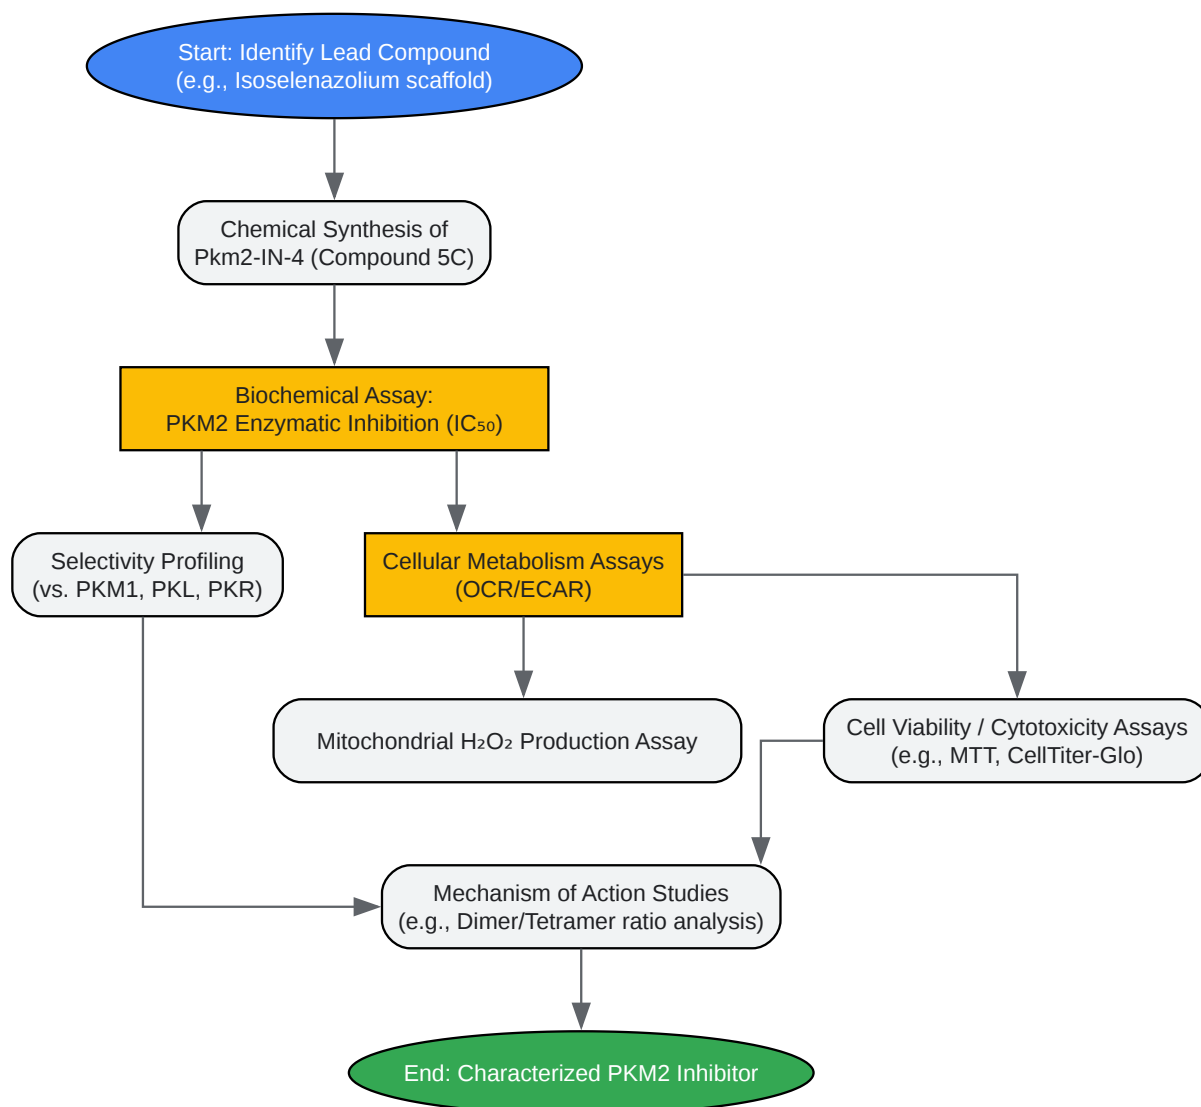 Start: Identify Lead Compound
(e.g., Isoselenazolium scaffold)
Chemical Synthesis of
Pkm2-IN-4 (Compound 5C)
Biochemical Assay:
PKM2 Enzymatic Inhibition (IC₅₀)
Selectivity Profiling
(vs. PKM1, PKL, PKR)
Cellular Metabolism Assays
(OCR/ECAR)
Mitochondrial H₂O₂ Production Assay
Cell Viability / Cytotoxicity Assays
(e.g., MTT, CellTiter-Glo)
Mechanism of Action Studies
(e.g., Dimer/Tetramer ratio analysis)
End: Characterized PKM2 Inhibitor